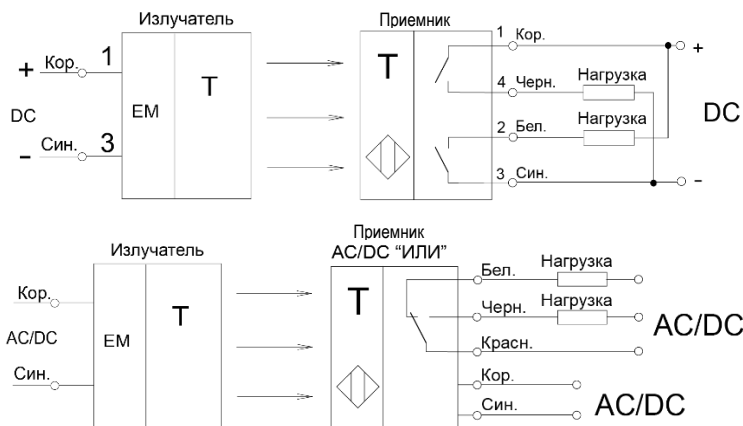 Излучатель
Приемник
+ Кор. 1
DC
- Син. 3
EM
T
T
1 Кор. +
4 Черн. Нагрузка
2 Бел. Нагрузка
DC
3 Син. -
Излучатель
Приемник
AC/DC “ИЛИ”
Кор.
AC/DC
Син.
EM
T
T
Бел. Нагрузка
Черн. Нагрузка
AC/DC
Красн.
Кор.
AC/DC
Син.